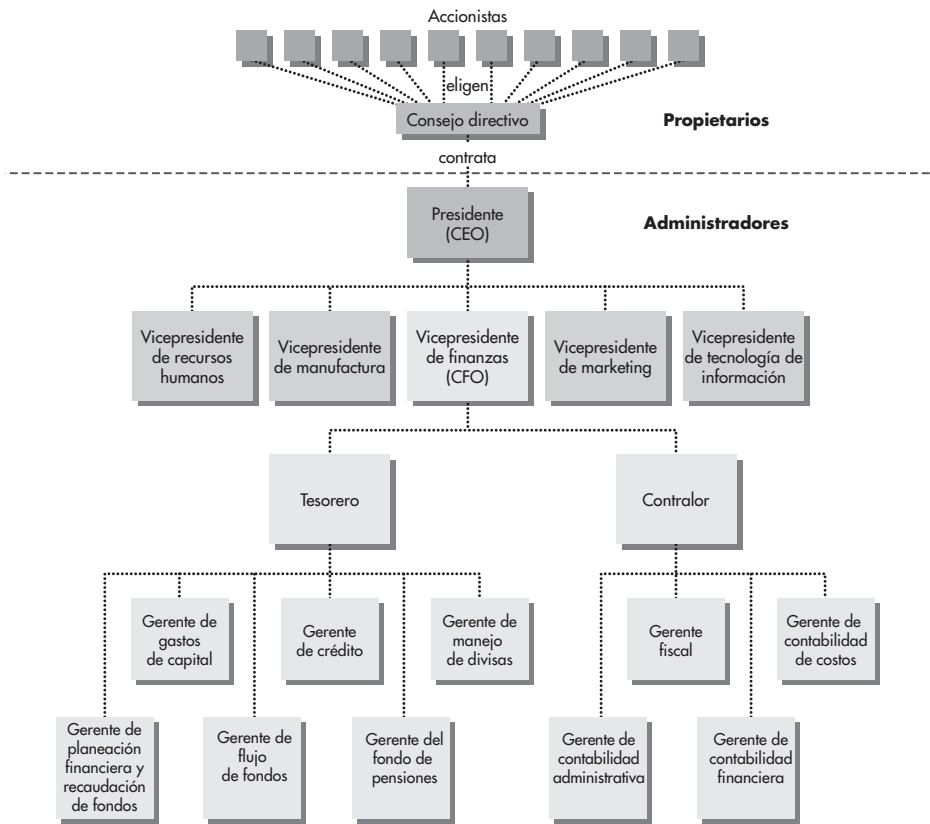 Accionistas
eligen
Consejo directivo
Propietarios
contrata
Presidente
(CEO)
Administradores
Vicepresidente
de recursos
humanos
Vicepresidente
de manufactura
Vicepresidente
de finanzas
(CFO)
Vicepresidente
de marketing
Vicepresidente
de tecnología de
información
Tesorero
Contralor
Gerente de
gastos
de capital
Gerente
de crédito
Gerente de
manejo
de divisas
Gerente
fiscal
Gerente de
contabilidad
de costos
Gerente de
planeación
financiera y
recaudación
de fondos
Gerente de
flujo
de fondos
Gerente del
fondo de
pensiones
Gerente de
contabilidad
administrativa
Gerente de
contabilidad
financiera